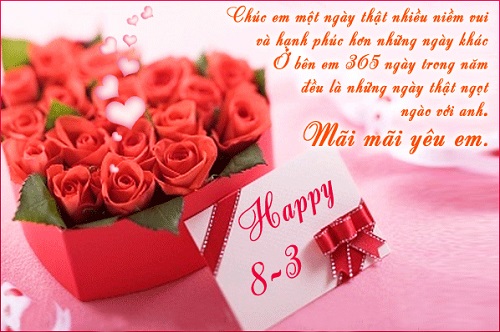 Chúc em một ngày thật nhiều niềm vui
và hạnh phúc hơn những ngày khác
Ở bên em 365 ngày trong năm
đều là những ngày thật ngọt
ngào với anh.
Mãi mãi yêu em.
Happy
8~3